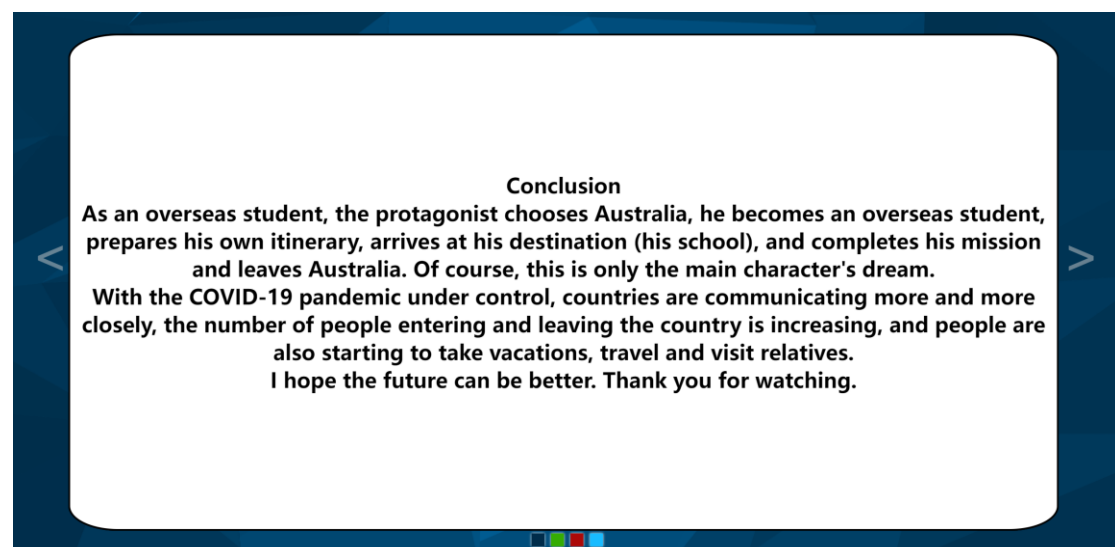 Conclusion
As an overseas student, the protagonist chooses Australia, he becomes an overseas student,
prepares his own itinerary, arrives at his destination (his school), and completes his mission
and leaves Australia. Of course, this is only the main character's dream.
With the COVID-19 pandemic under control, countries are communicating more and more
closely, the number of people entering and leaving the country is increasing, and people are
also starting to take vacations, travel and visit relatives.
I hope the future can be better. Thank you for watching.